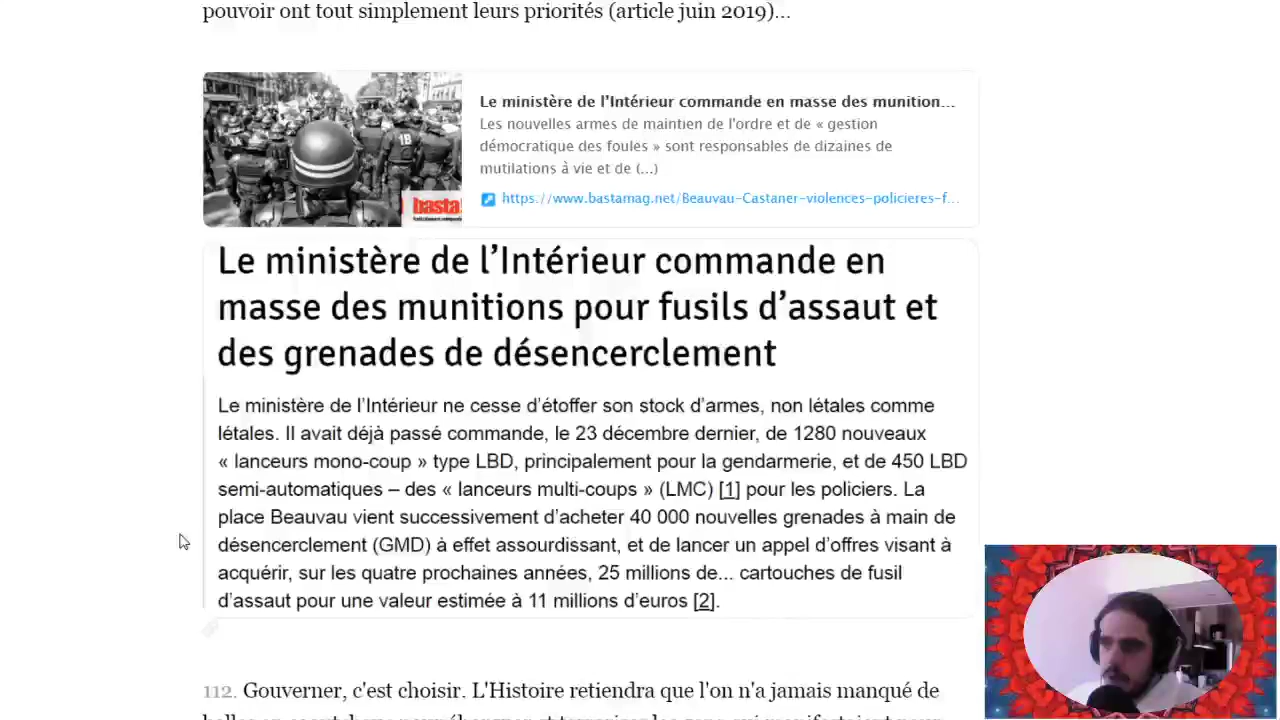 pouvoir ont tout simplement leurs priorités (article juin 2019)...
1B
basta!
Le ministère de l'Intérieur commande en masse des munition...
Les nouvelles armes de maintien de l'ordre et de « gestion
démocratique des foules » sont responsables de dizaines de
mutilations à vie et de (...)
https://www.bastamag.net/Beauvau-Castaner-violences-policieres-f...
Le ministère de l’Intérieur commande en
masse des munitions pour fusils d’assaut et
des grenades de désencerclement
Le ministère de l’Intérieur ne cesse d’étoffer son stock d’armes, non létales comme
létales. Il avait déjà passé commande, le 23 décembre dernier, de 1280 nouveaux
« lanceurs mono-coup » type LBD, principalement pour la gendarmerie, et de 450 LBD
semi-automatiques – des « lanceurs multi-coups » (LMC) [1] pour les policiers. La
place Beauvau vient successivement d’acheter 40 000 nouvelles grenades à main de
désencerclement (GMD) à effet assourdissant, et de lancer un appel d’offres visant à
acquérir, sur les quatre prochaines années, 25 millions de... cartouches de fusil
d’assaut pour une valeur estimée à 11 millions d’euros [2].
112. Gouverner, c'est choisir. L'Histoire retiendra que l'on n'a jamais manqué de